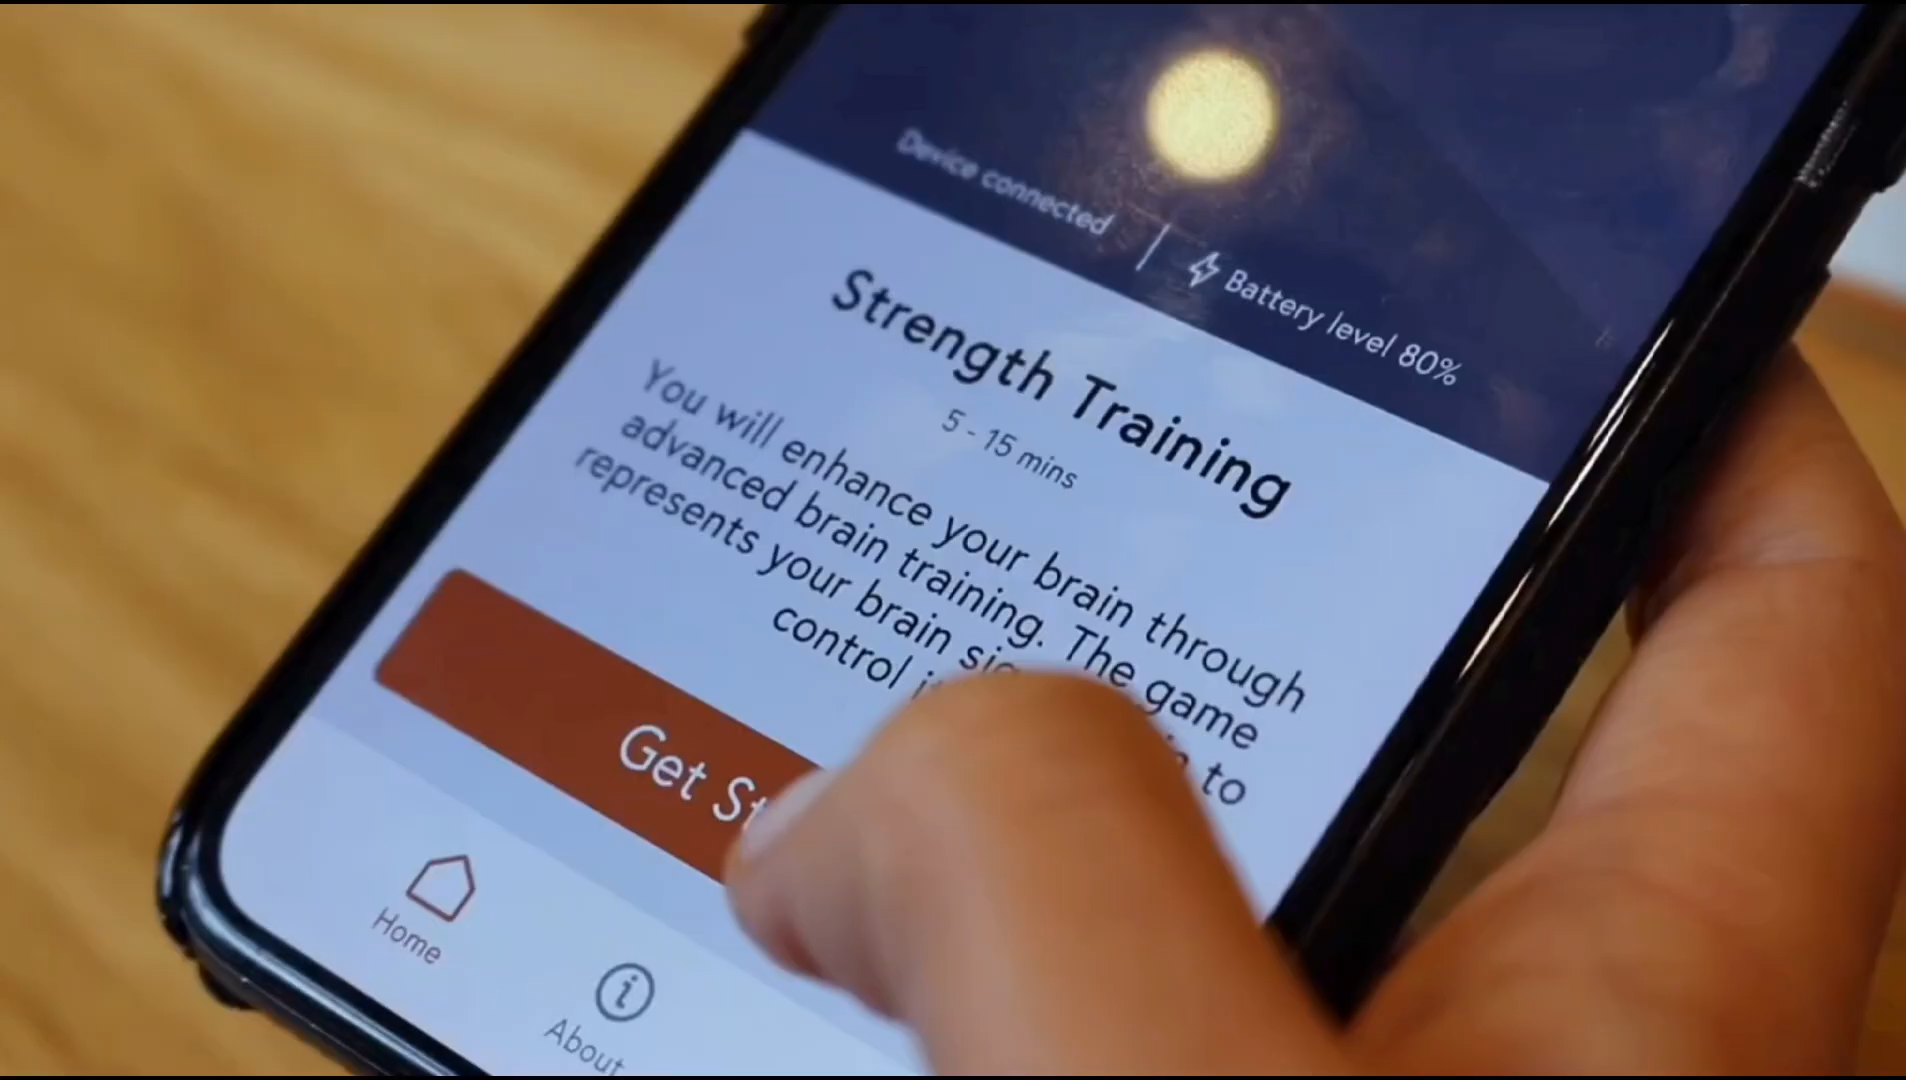 Device connected | Battery level 80%
Strength Training
5 - 15 mins
You will enhance your brain through
advanced brain training. The game
represents your brain
control to
Get
Home
About